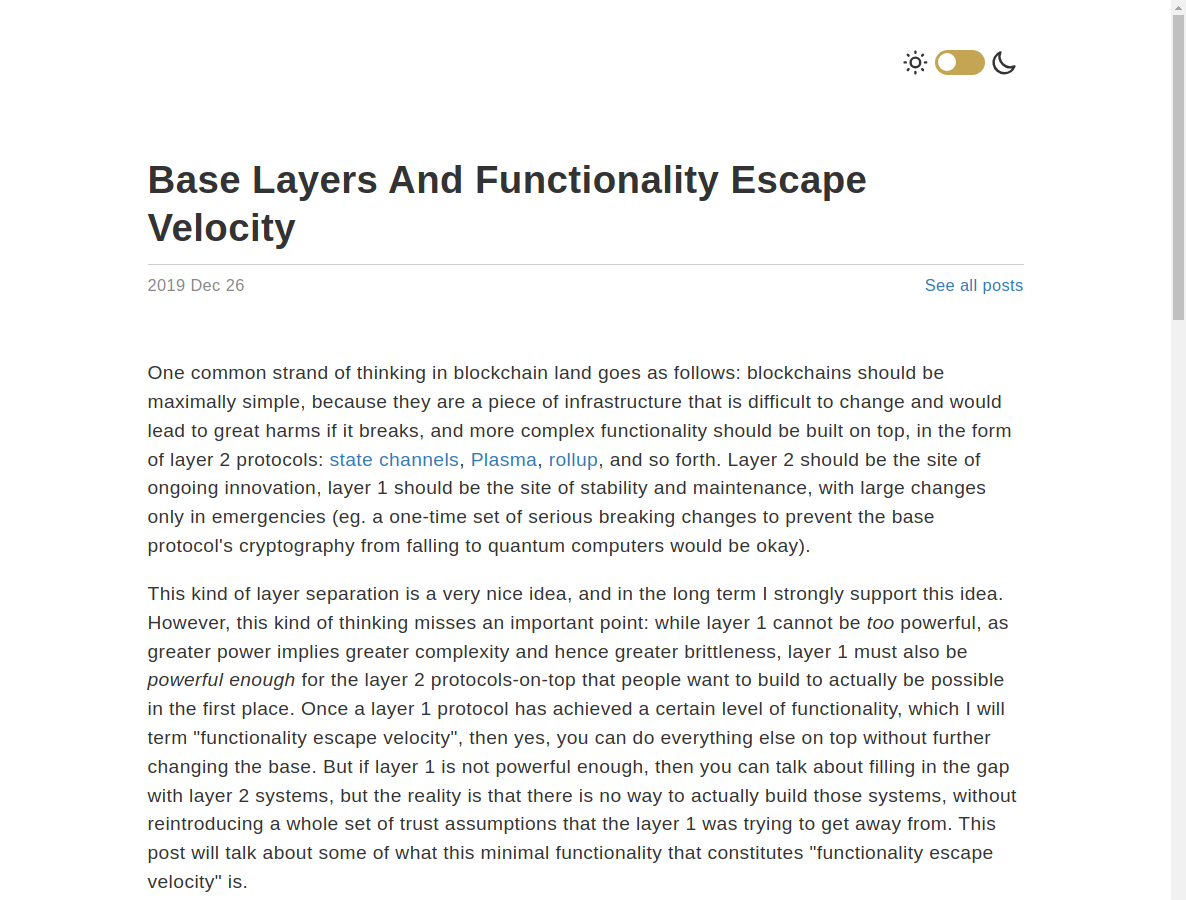 Base Layers And Functionality Escape
Velocity
2019 Dec 26
See all posts
One common strand of thinking in blockchain land goes as follows: blockchains should be
maximally simple, because they are a piece of infrastructure that is difficult to change and would
lead to great harms if it breaks, and more complex functionality should be built on top, in the form
of layer 2 protocols: state channels, Plasma, rollup, and so forth. Layer 2 should be the site of
ongoing innovation, layer 1 should be the site of stability and maintenance, with large changes
only in emergencies (eg. a one-time set of serious breaking changes to prevent the base
protocol's cryptography from falling to quantum computers would be okay).
This kind of layer separation is a very nice idea, and in the long term I strongly support this idea.
However, this kind of thinking misses an important point: while layer 1 cannot be too powerful, as
greater power implies greater complexity and hence greater brittleness, layer 1 must also be
powerful enough for the layer 2 protocols-on-top that people want to build to actually be possible
in the first place. Once a layer 1 protocol has achieved a certain level of functionality, which I will
term "functionality escape velocity", then yes, you can do everything else on top without further
changing the base. But if layer 1 is not powerful enough, then you can talk about filling in the gap
with layer 2 systems, but the reality is that there is no way to actually build those systems, without
reintroducing a whole set of trust assumptions that the layer 1 was trying to get away from. This
post will talk about some of what this minimal functionality that constitutes "functionality escape
velocity" is.